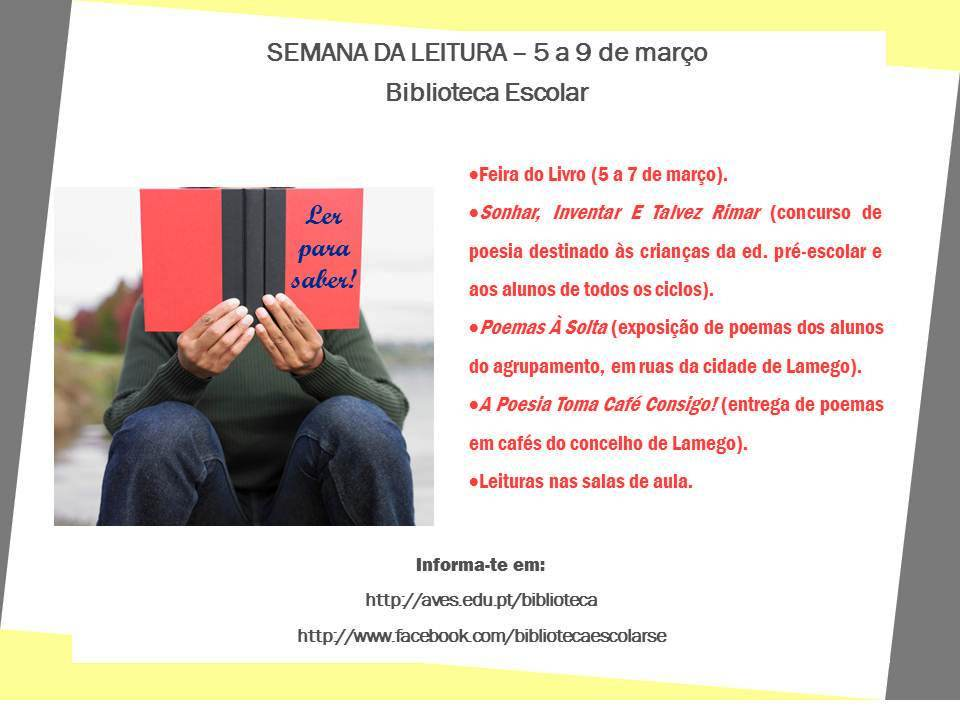 SEMANA DA LEITURA – 5 a 9 de março
Biblioteca Escolar
Ler
para
saber!
•Feira do Livro (5 a 7 de março).
•Sonhar, Inventar E Talvez Rimar (concurso de
poesia destinado às crianças da ed. pré-escolar e
aos alunos de todos os ciclos).
•Poemas À Solta (exposição de poemas dos alunos
do agrupamento, em ruas da cidade de Lamego).
•A Poesia Toma Café Consigo! (entrega de poemas
em cafés do concelho de Lamego).
•Leituras nas salas de aula.
Informa-te em:
http://aves.edu.pt/biblioteca
http://www.facebook.com/bibliotecaescolarse